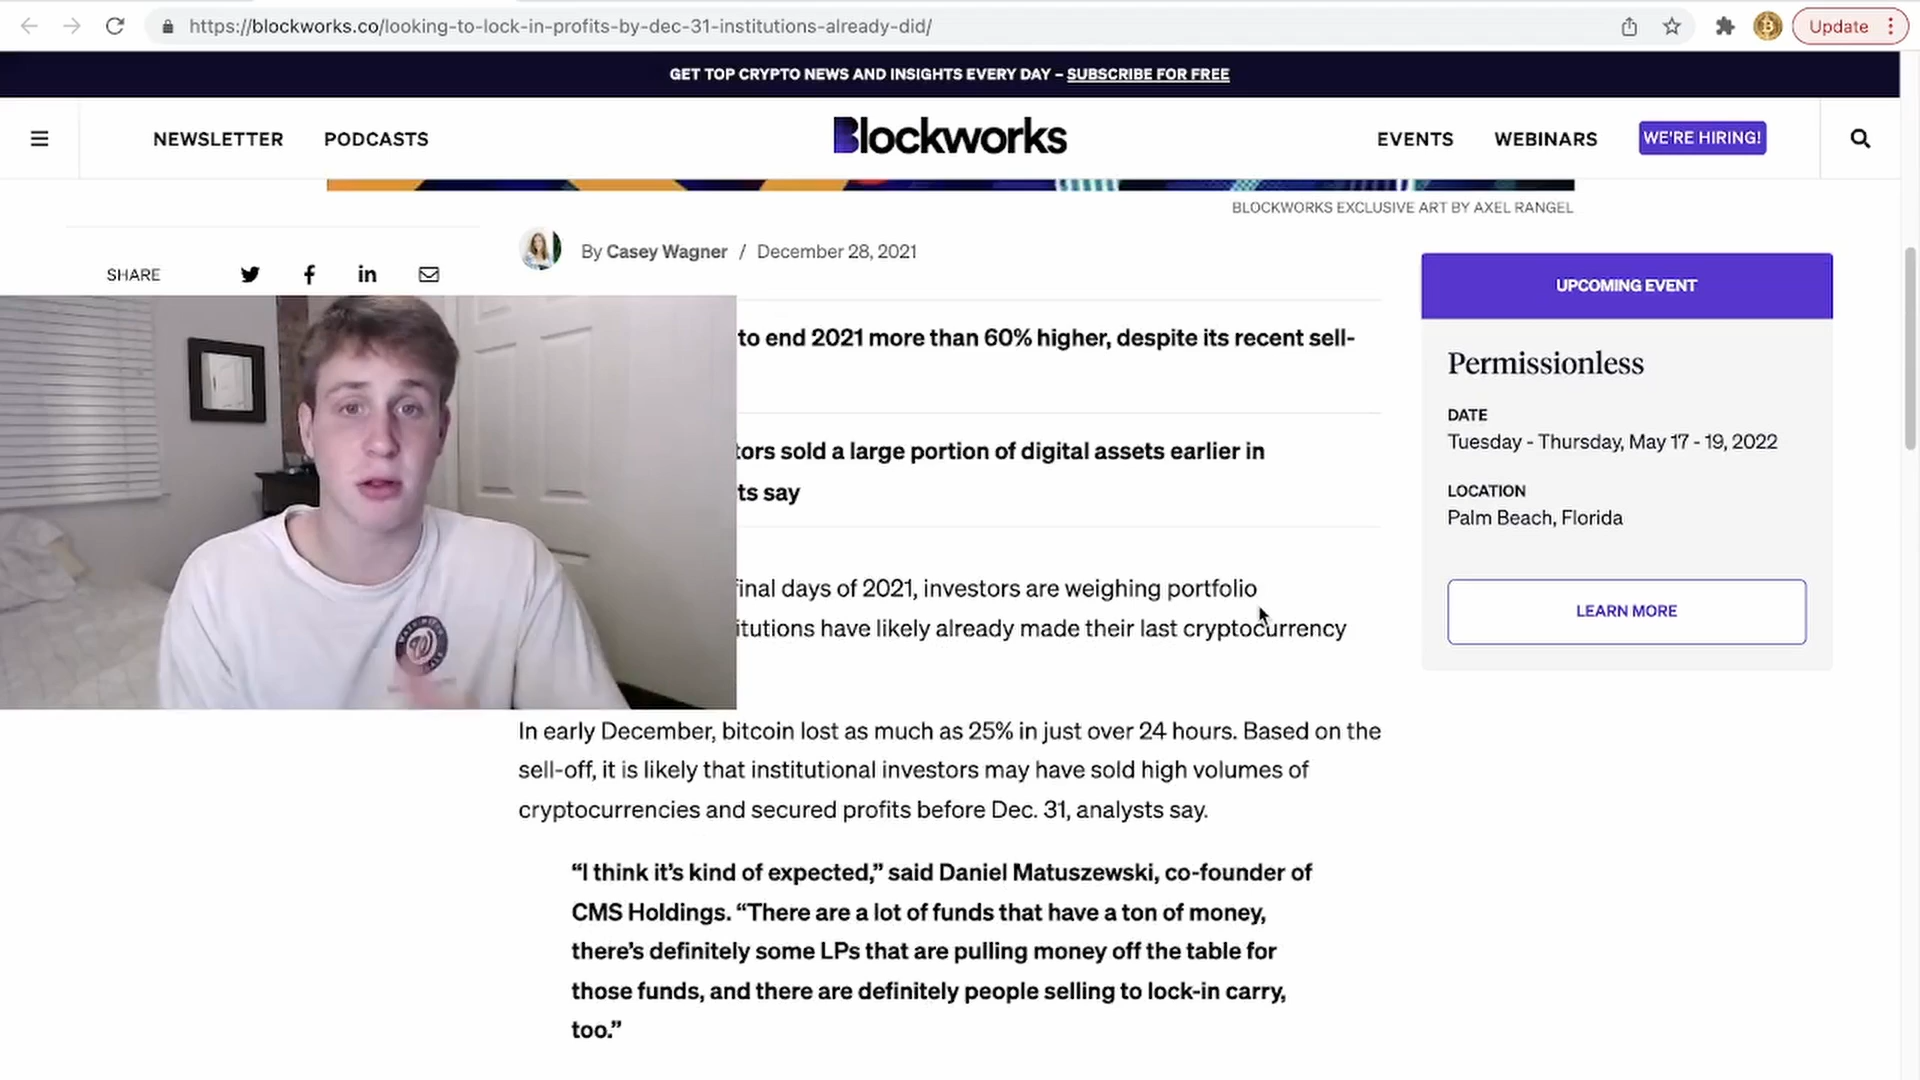 https://blockworks.co/looking-to-lock-in-profits-by-dec-31-institutions-already-did/
Update
GET TOP CRYPTO NEWS AND INSIGHTS EVERY DAY – SUBSCRIBE FOR FREE
NEWSLETTER PODCASTS Blockworks EVENTS WEBINARS WE'RE HIRING!
BLOCKWORKS EXCLUSIVE ART BY AXEL RANGEL
By Casey Wagner / December 28, 2021
SHARE
to end 2021 more than 60% higher, despite its recent sell-
tors sold a large portion of digital assets earlier in
ts say
final days of 2021, investors are weighing portfolio
itutions have likely already made their last cryptocurrency
In early December, bitcoin lost as much as 25% in just over 24 hours. Based on the
sell-off, it is likely that institutional investors may have sold high volumes of
cryptocurrencies and secured profits before Dec. 31, analysts say.
“I think it’s kind of expected,” said Daniel Matuszewski, co-founder of
CMS Holdings. “There are a lot of funds that have a ton of money,
there’s definitely some LPs that are pulling money off the table for
those funds, and there are definitely people selling to lock-in carry,
too.”
UPCOMING EVENT
Permissionless
DATE
Tuesday - Thursday, May 17 - 19, 2022
LOCATION
Palm Beach, Florida
LEARN MORE